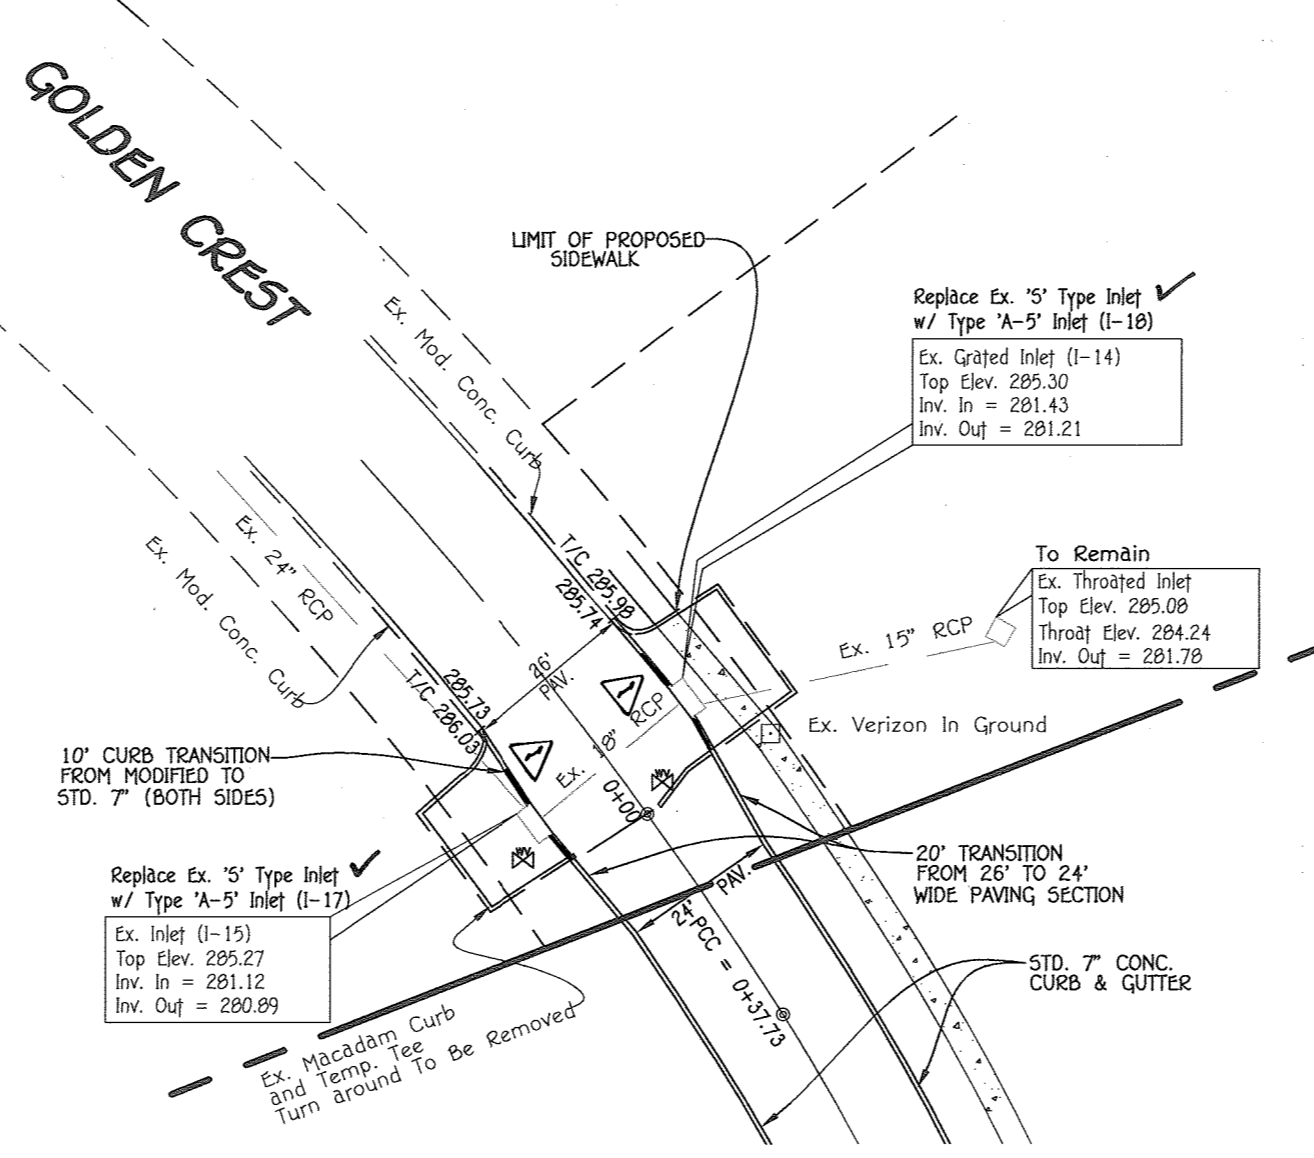 GOLDEN CREST
LIMIT OF PROPOSED
SIDEWALK
Ex. Mod. Conc. Curb
Replace Ex. 'S' Type Inlet
w/ Type 'A-5' Inlet (I-18)
Ex. Grated Inlet (I-14)
Top Elev. 285.30
Inv. In = 281.43
Inv. Out = 281.21
Ex. 24" RCP
Ex. Mod. Conc. Curb
T/C 285.98
285.74
To Remain
Ex. Throated Inlet
Top Elev. 285.08
Throat Elev. 284.24
Inv. Out = 281.78
Ex. 15" RCP
26'
PAV.
285.73
T/C 286.03
Ex. 18" RCP
Ex. Verizon In Ground
10' CURB TRANSITION
FROM MODIFIED TO
STD. 7" (BOTH SIDES)
0+00
20' TRANSITION
FROM 26' TO 24'
WIDE PAVING SECTION
Replace Ex. 'S' Type Inlet
w/ Type 'A-5' Inlet (I-17)
Ex. Inlet (I-15)
Top Elev. 285.27
Inv. In = 281.12
Inv. Out = 280.89
24' PAV.
PCC = 0+37.73
STD. 7" CONC.
CURB & GUTTER
Ex. Macadam Curb
and Temp. Tee
Turn around To Be Removed